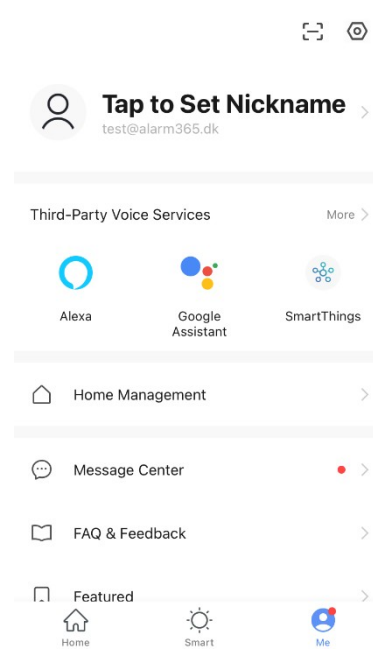 Tap to Set Nickname
test@alarm365.dk
Third-Party Voice Services
More
Alexa
Google
Assistant
SmartThings
Home Management
Message Center
FAQ & Feedback
Featured
Home
Smart
Me